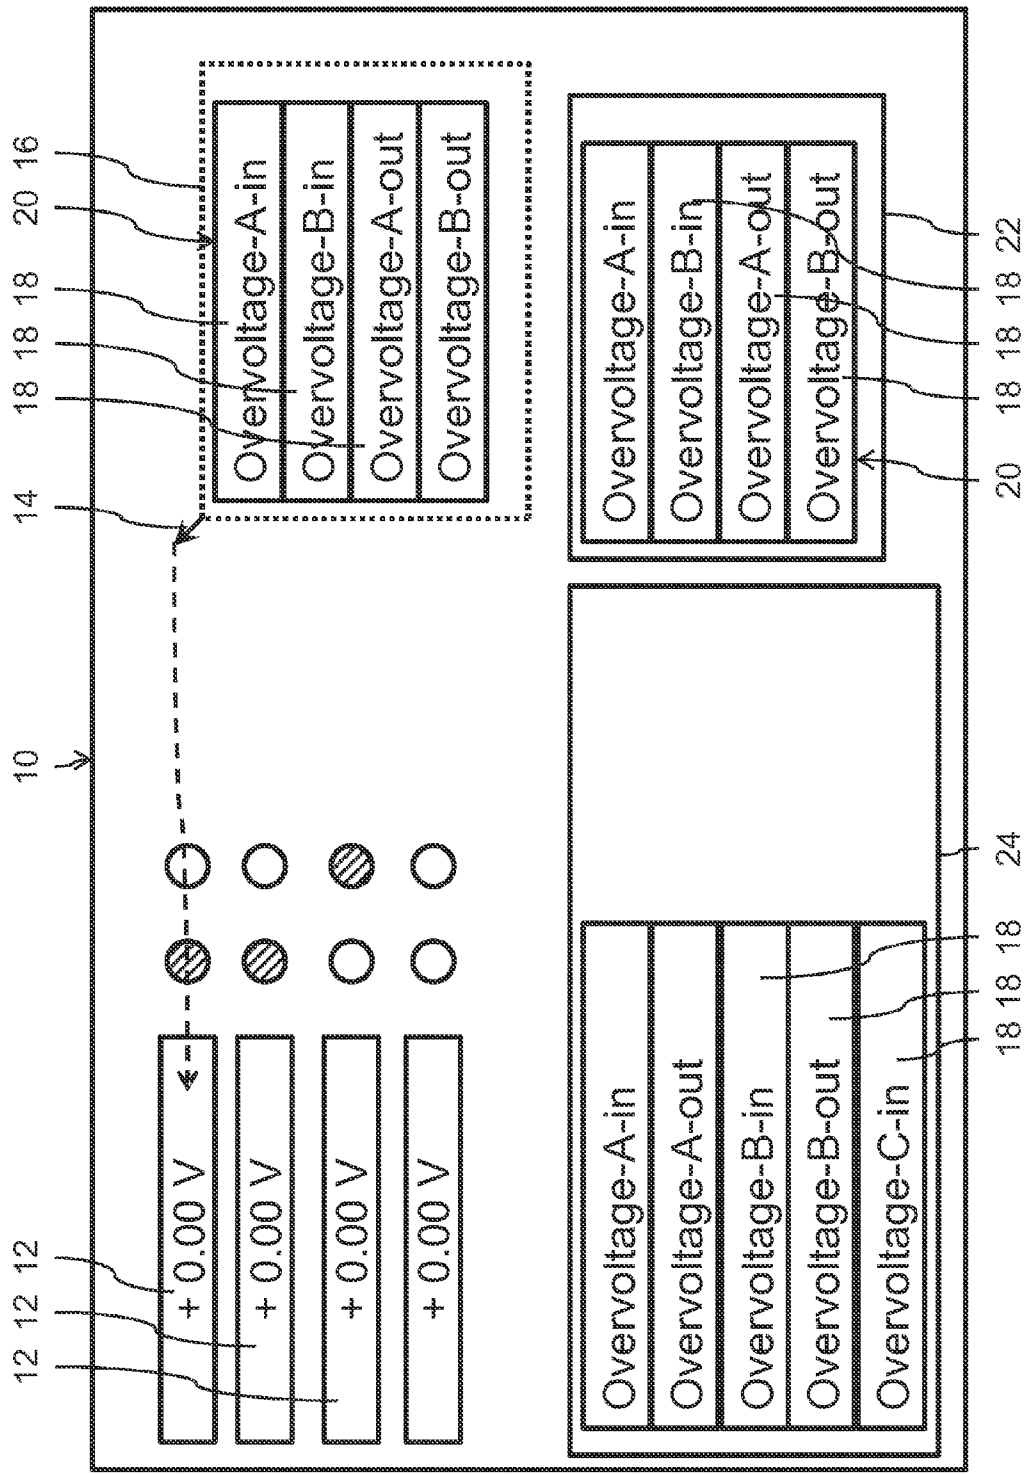 12 12 12 10 14 18 18 18 20 16
+ 0.00 V
+ 0.00 V
+ 0.00 V
+ 0.00 V
Overvoltage-A-in
Overvoltage-B-in
Overvoltage-A-out
Overvoltage-B-out
Overvoltage-A-in
Overvoltage-A-out
Overvoltage-B-in
Overvoltage-B-out
Overvoltage-C-in
Overvoltage-A-in
Overvoltage-B-in
Overvoltage-A-out
Overvoltage-B-out
18 18 18 24 20 18 18 18 22